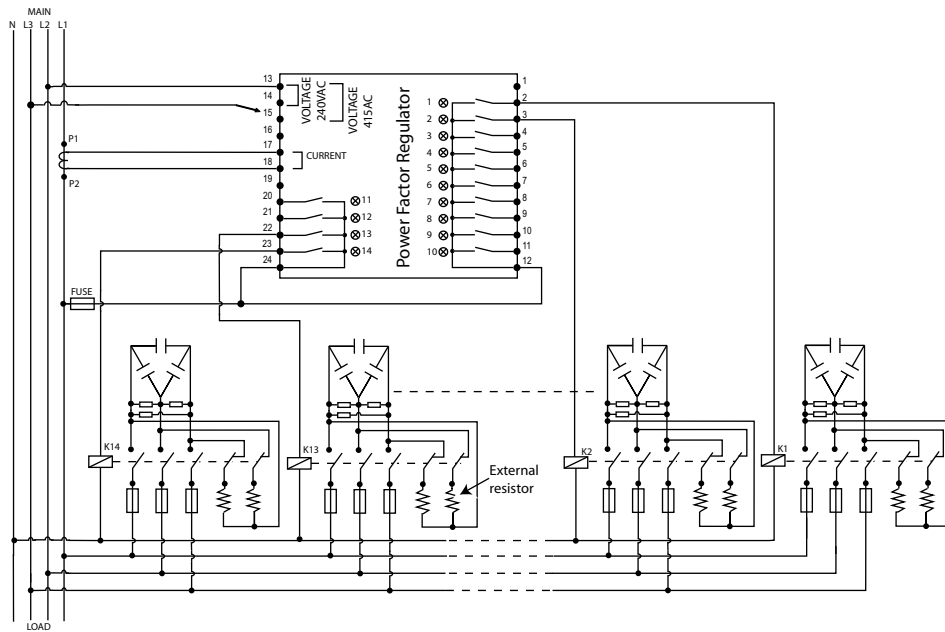 MAIN
N L3 L2 L1
13
14
15
16
17
18
19
20
21
22
23
24
VOLTAGE
240VAC
VOLTAGE
415AC
CURRENT
P1
P2
11
12
13
14
Power Factor Regulator
1
2
3
4
5
6
7
8
9
10
1
2
3
4
5
6
7
8
9
10
11
12
FUSE
K14
K13
K2
K1
External
resistor
LOAD